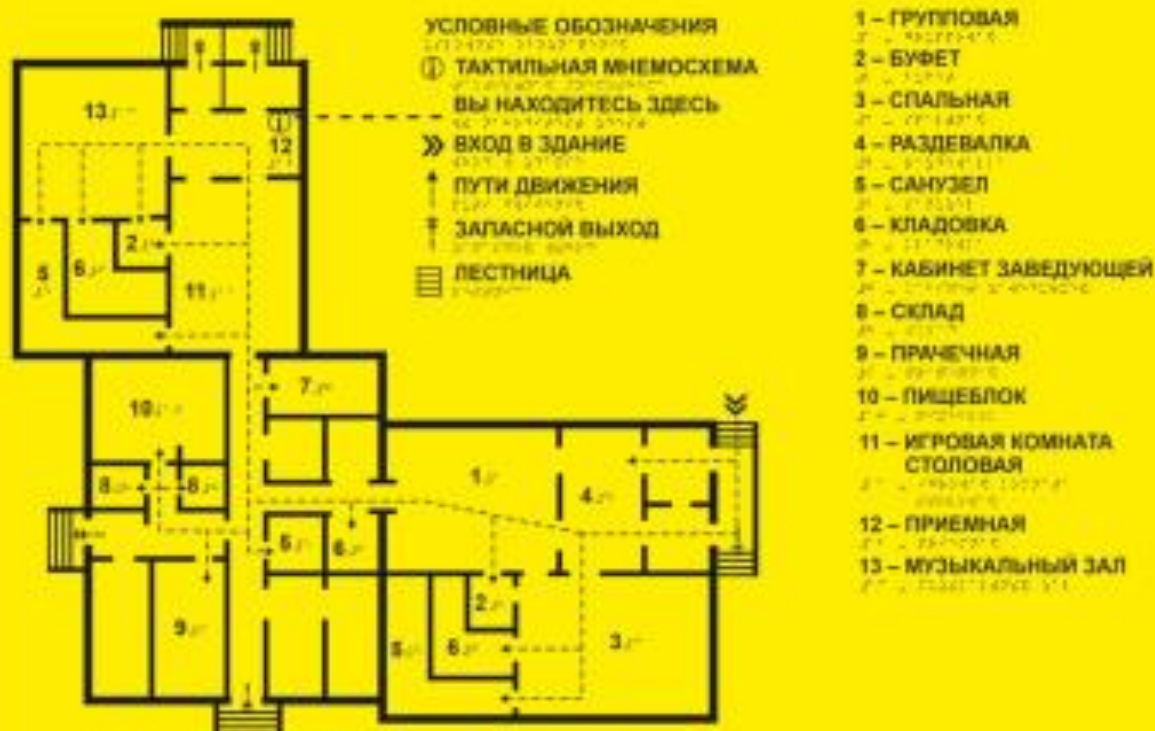 УСЛОВНЫЕ ОБОЗНАЧЕНИЯ
ТАКТИЛЬНАЯ МНЕМОСХЕМА
ВЫ НАХОДИТЕСЬ ЗДЕСЬ
ВХОД В ЗДАНИЕ
ПУТИ ДВИЖЕНИЯ
ЗАПАСНОЙ ВЫХОД
ЛЕСТНИЦА
1 – ГРУППОВАЯ
2 – БУФЕТ
3 – СПАЛЬНАЯ
4 – РАЗДЕВАЛКА
5 – САНУЗЕЛ
6 – КЛАДОВКА
7 – КАБИНЕТ ЗАВЕДУЮЩЕЙ
8 – СКЛАД
9 – ПРАЧЕЧНАЯ
10 – ПИЩЕБЛОК
11 – ИГРОВАЯ КОМНАТА
СТОЛОВАЯ
12 – ПРИЕМНАЯ
13 – МУЗЫКАЛЬНЫЙ ЗАЛ
13
12
2
5
6
11
7
10
8
8
1
4
5
6
2
9
5
6
3